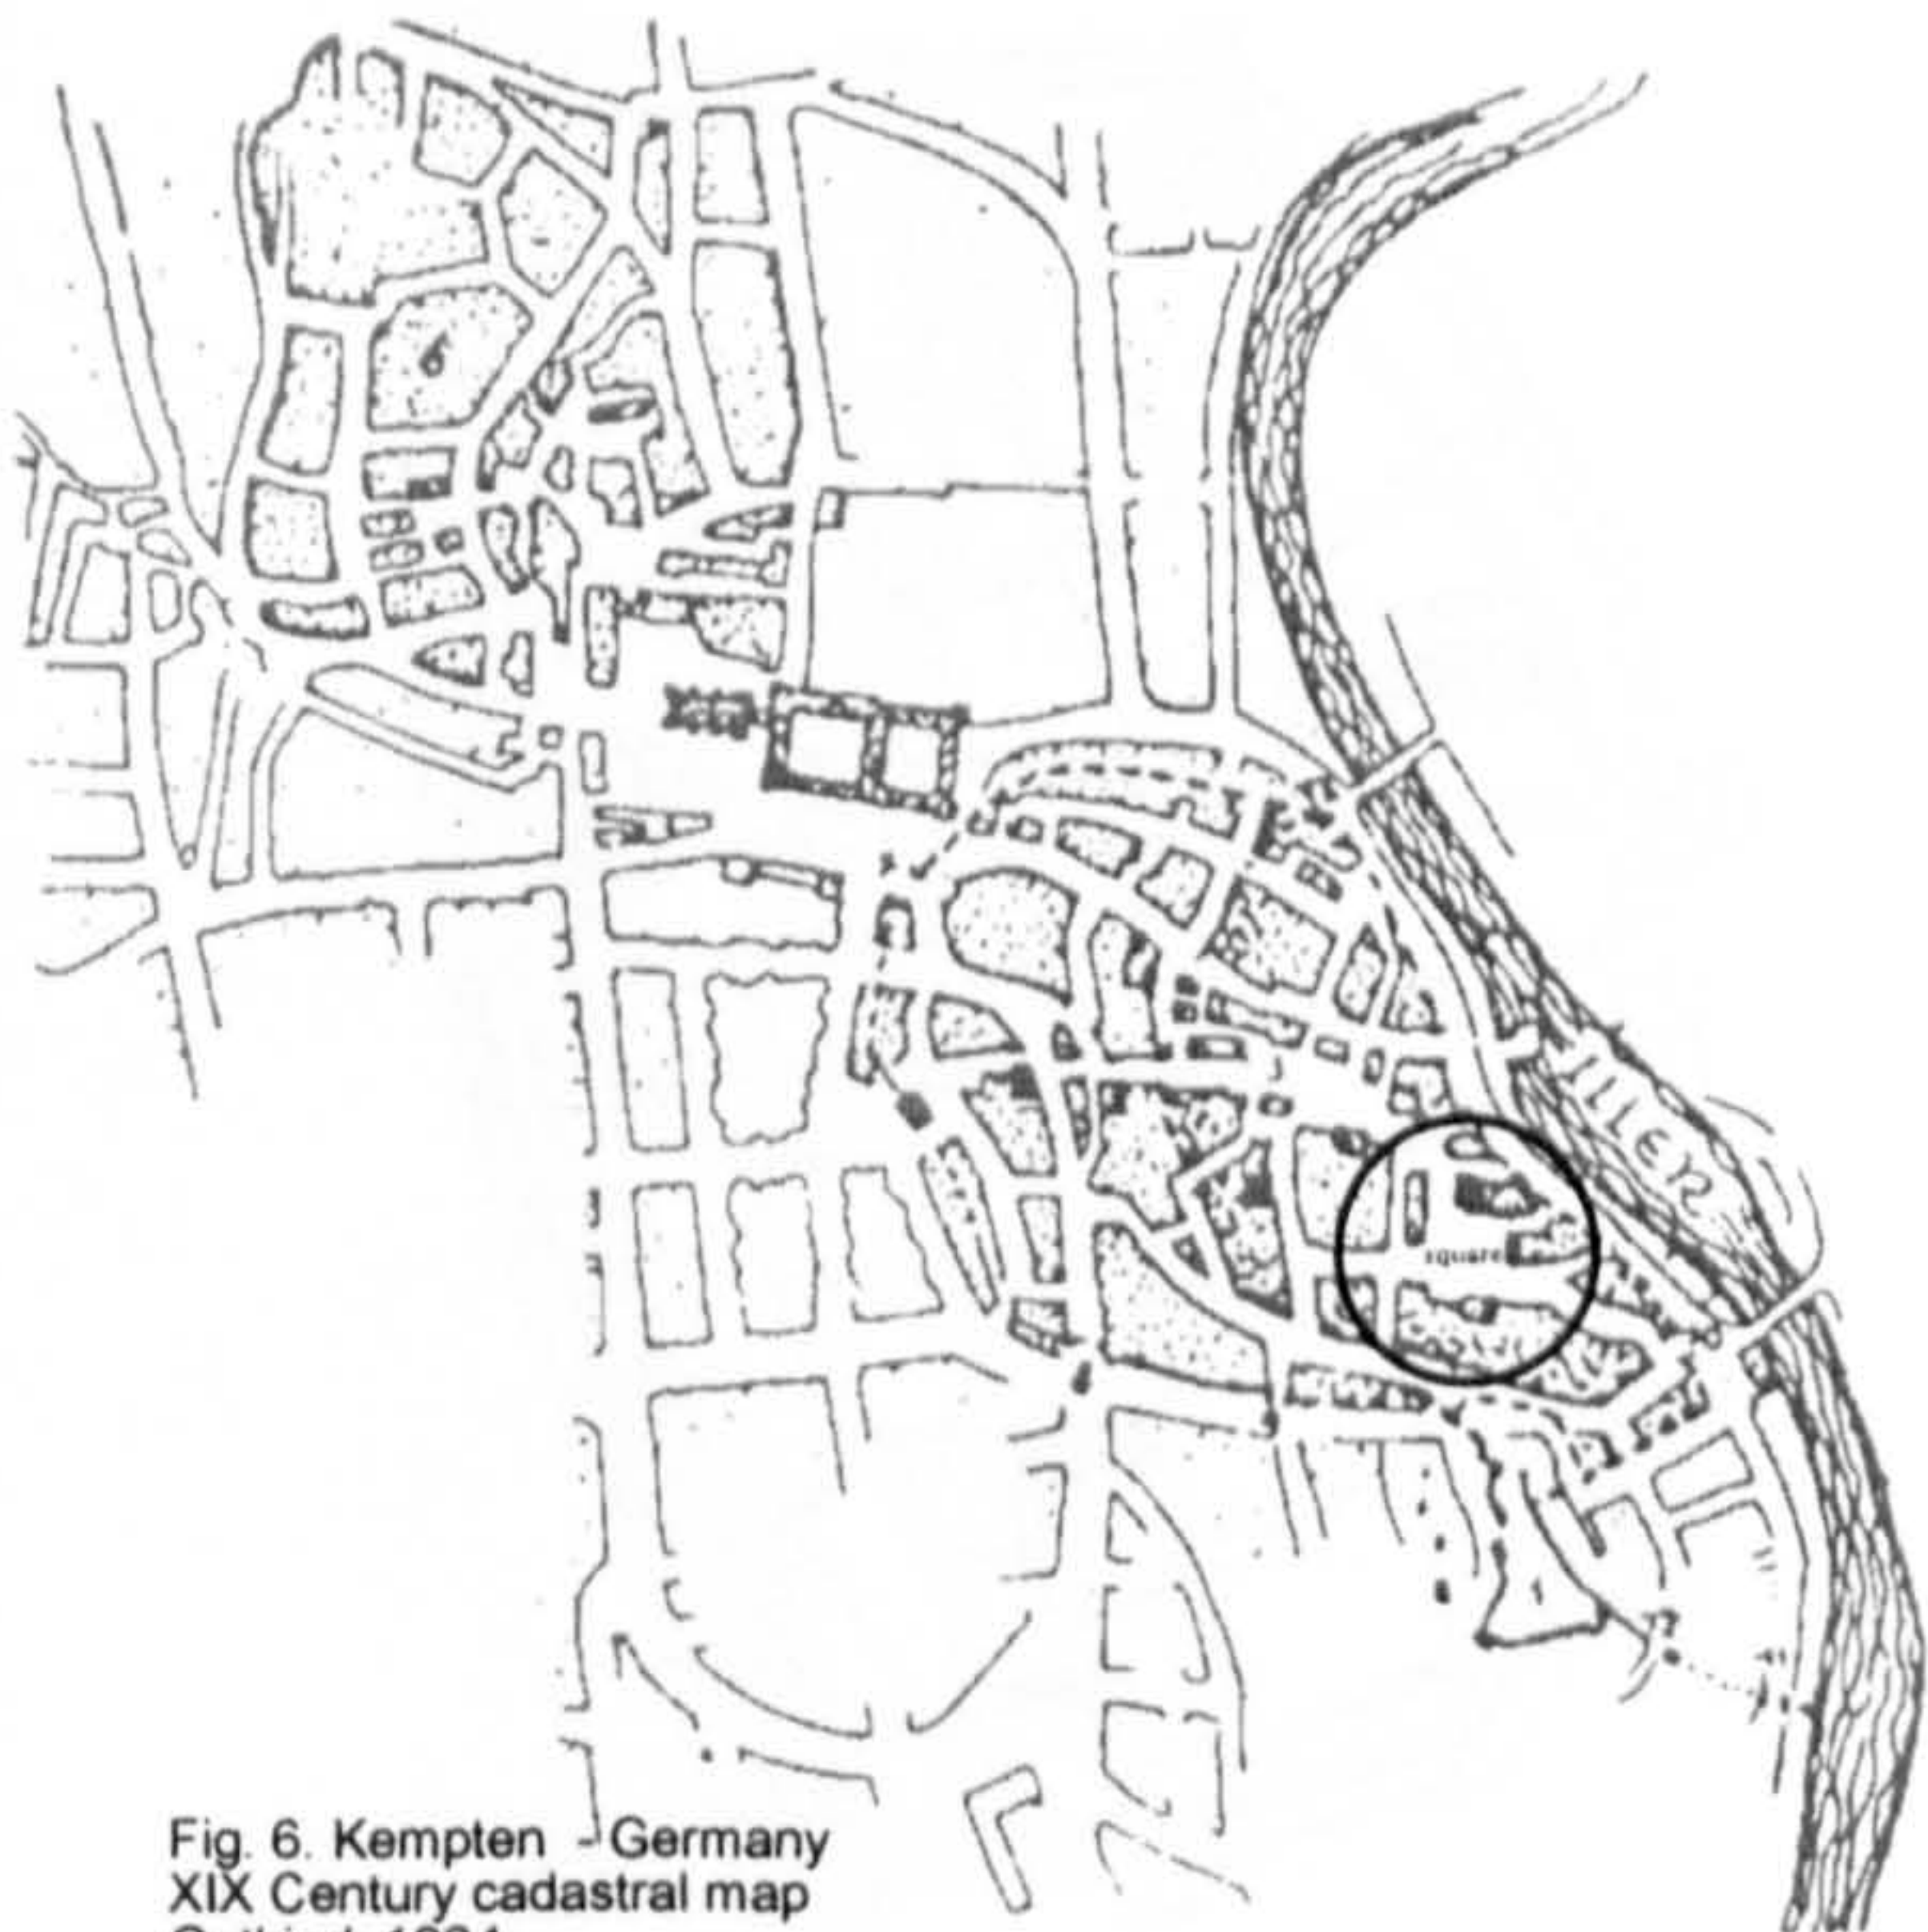 ILLER
square
Fig. 6. Kempten - Germany
XIX Century cadastral map